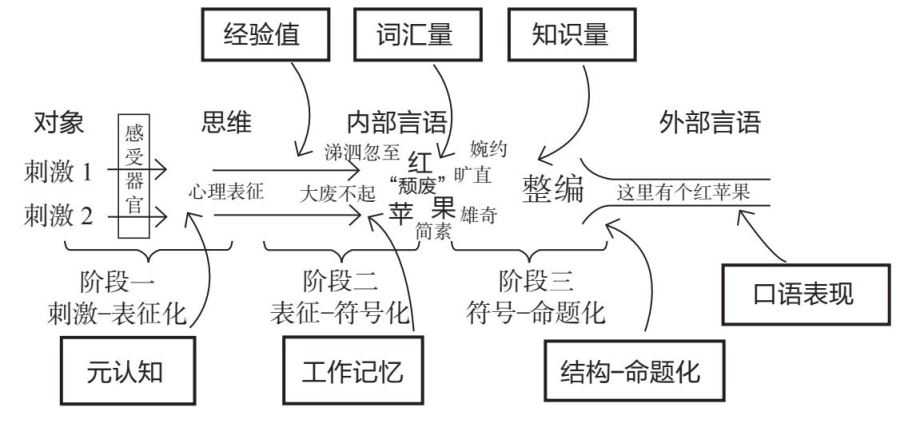 经验值
词汇量
知识量
对象
感受器官
思维
内部言语
外部言语
刺激1
刺激2
心理表征
涕泗忽至
大废不起
红
“颓废”
苹
果
婉约
旷直
雄奇
简素
整编
这里有个红苹果
阶段一
刺激–表征化
阶段二
表征–符号化
阶段三
符号–命题化
元认知
工作记忆
结构–命题化
口语表现